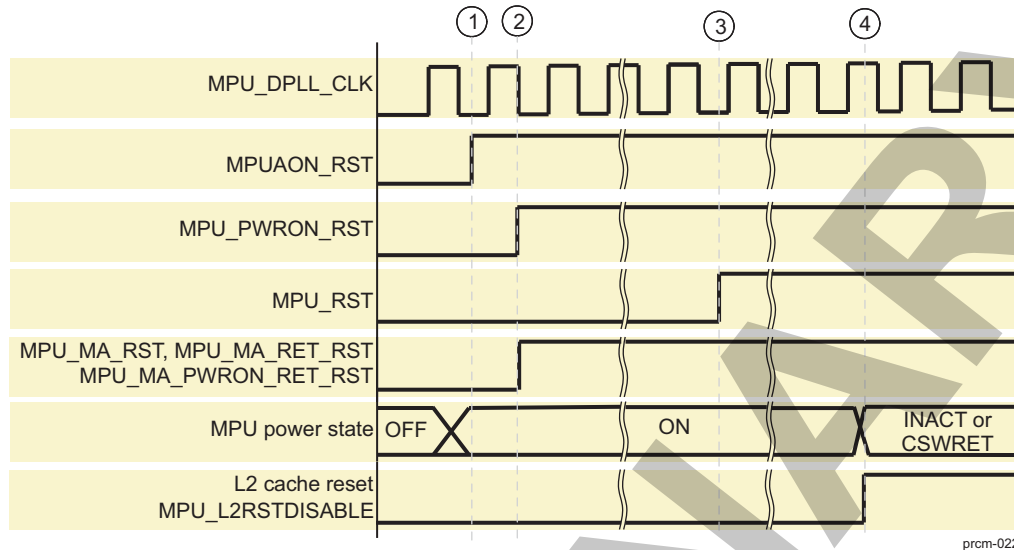 1 2 3 4
MPU_DPLL_CLK
MPUAON_RST
MPU_PWRON_RST
MPU_RST
MPU_MA_RST, MPU_MA_RET_RST
MPU_MA_PWRON_RET_RST
MPU power state OFF ON INACT or
CSWRET
L2 cache reset
MPU_L2RSTDISABLE